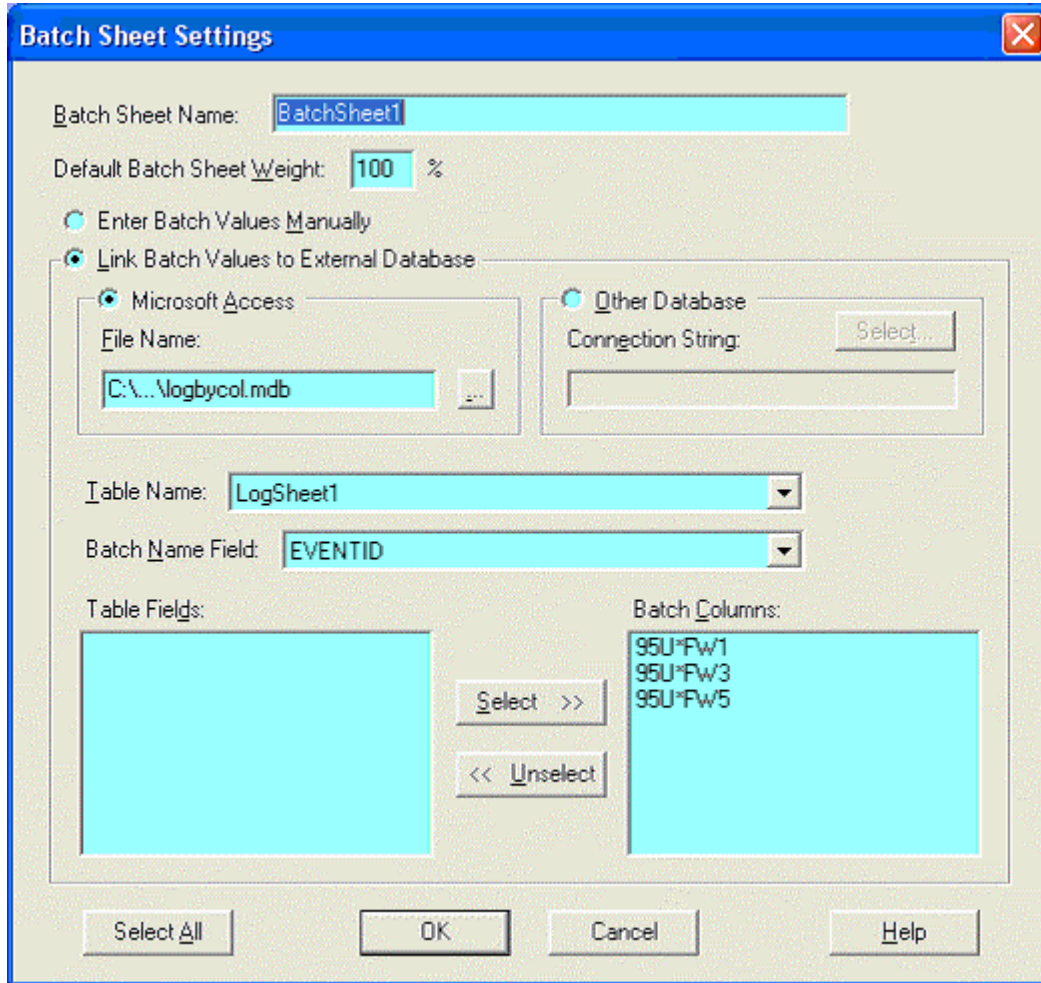 Batch Sheet Settings
Batch Sheet Name: BatchSheet1
Default Batch Sheet Weight: 100 %
Enter Batch Values Manually
Link Batch Values to External Database
Microsoft Access
File Name:
C:\...\logbycol.mdb ...
Other Database
Connection String: Select...
Table Name: LogSheet1
Batch Name Field: EVENTID
Table Fields:
Select >>
<< Unselect
Batch Columns:
95U*FW1
95U*FW3
95U*FW5
Select All OK Cancel Help